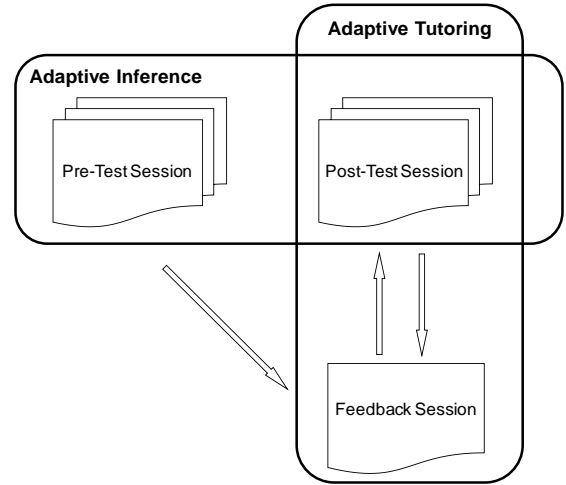 Adaptive Tutoring
Adaptive Inference
Pre-Test Session
Post-Test Session
Feedback Session